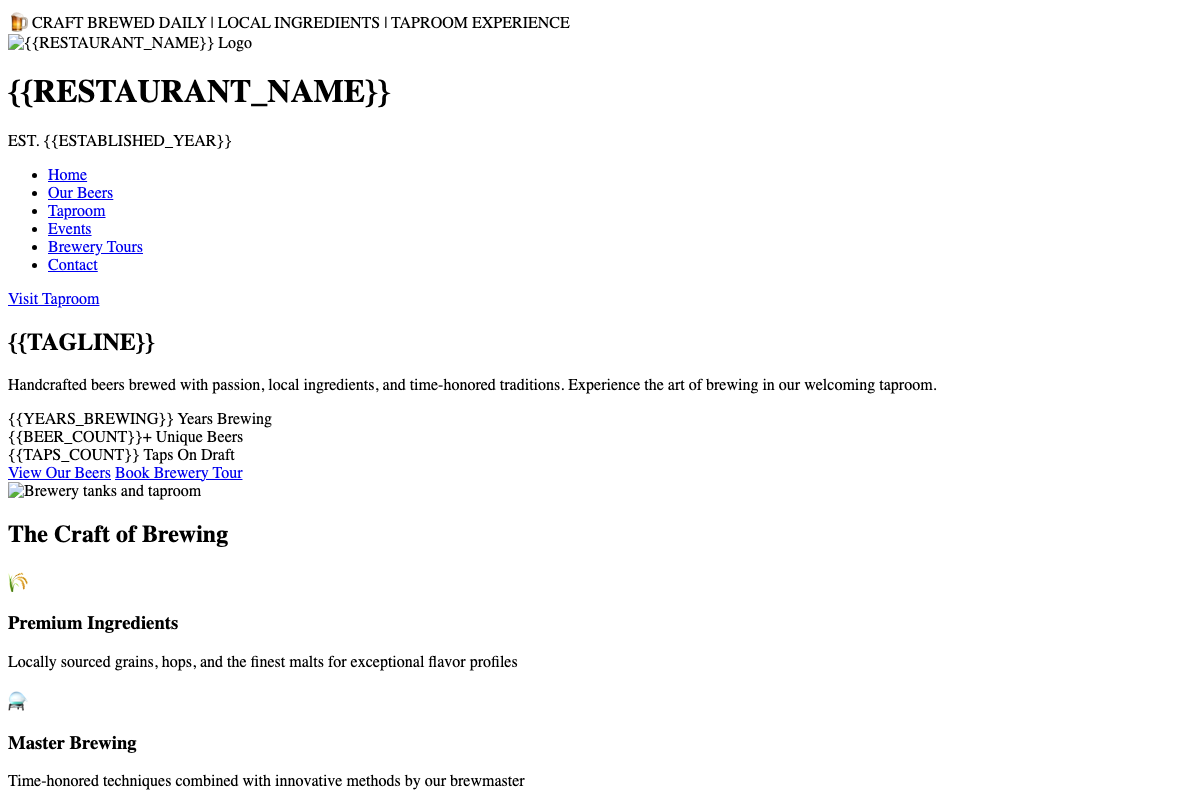 🍺 CRAFT BREWED DAILY | LOCAL INGREDIENTS | TAPROOM EXPERIENCE
{{RESTAURANT_NAME}} Logo
{{RESTAURANT_NAME}}
EST. {{ESTABLISHED_YEAR}}
Home
Our Beers
Taproom
Events
Brewery Tours
Contact
Visit Taproom
{{TAGLINE}}
Handcrafted beers brewed with passion, local ingredients, and time-honored traditions. Experience the art of brewing in our welcoming taproom.
{{YEARS_BREWING}} Years Brewing
{{BEER_COUNT}}+ Unique Beers
{{TAPS_COUNT}} Taps On Draft
View Our Beers Book Brewery Tour
Brewery tanks and taproom
The Craft of Brewing
🌾
Premium Ingredients
Locally sourced grains, hops, and the finest malts for exceptional flavor profiles
⚗️
Master Brewing
Time-honored techniques combined with innovative methods by our brewmaster